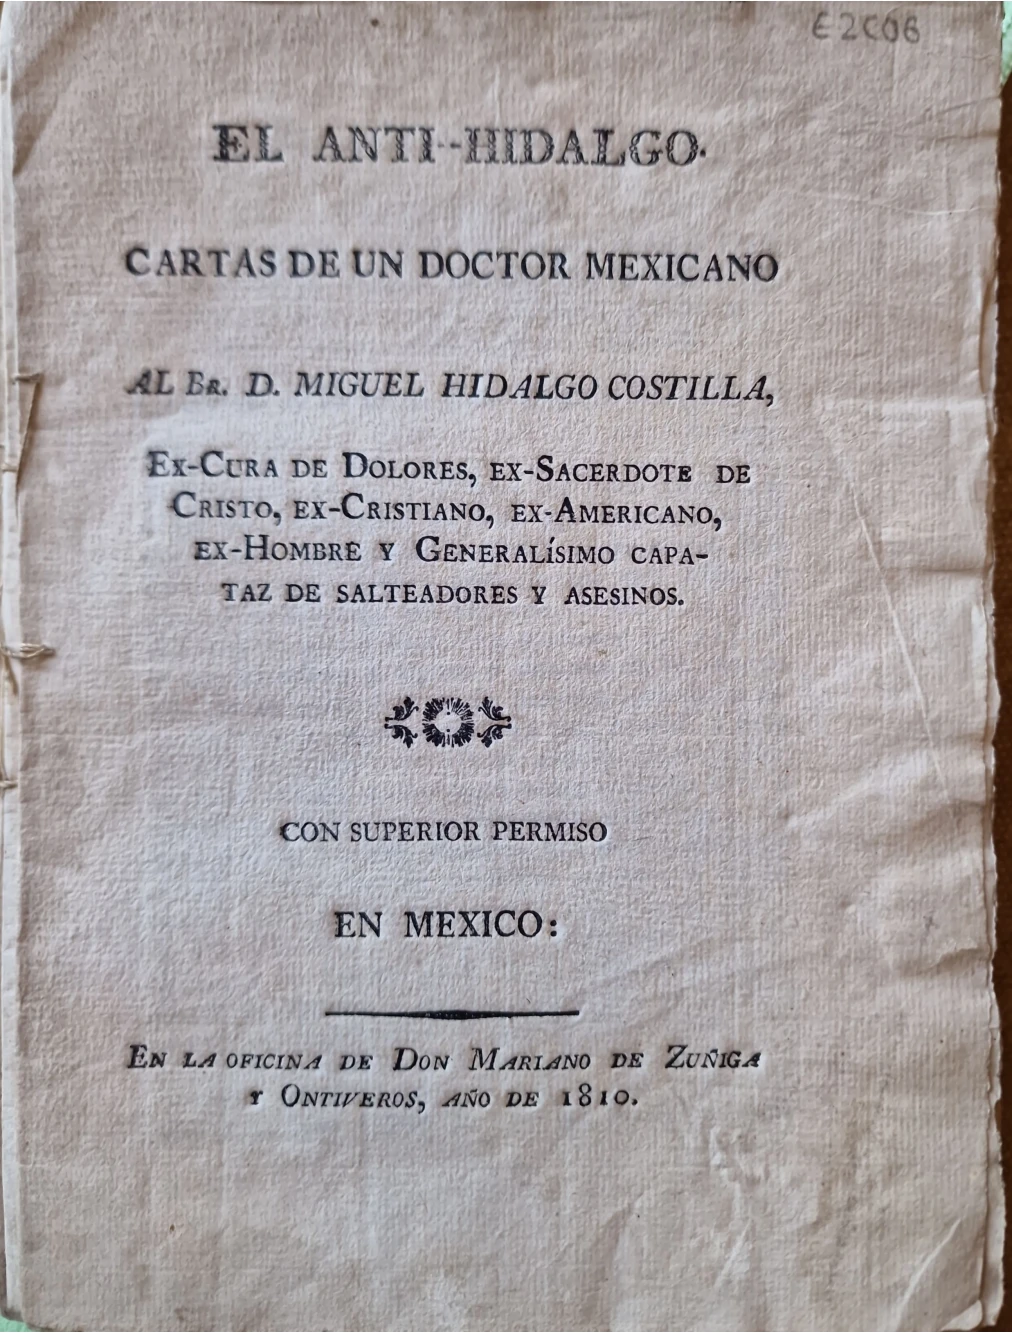 E2C06
EL ANTI--HIDALGO.
CARTAS DE UN DOCTOR MEXICANO
AL BR. D. MIGUEL HIDALGO COSTILLA,
EX-CURA DE DOLORES, EX-SACERDOTE DE
CRISTO, EX-CRISTIANO, EX-AMERICANO,
EX-HOMBRE Y GENERALÍSIMO CAPA-
TAZ DE SALTEADORES Y ASESINOS.
CON SUPERIOR PERMISO
EN MEXICO:
EN LA OFICINA DE DON MARIANO DE ZUÑIGA
Y ONTIVEROS, AÑO DE 1810.